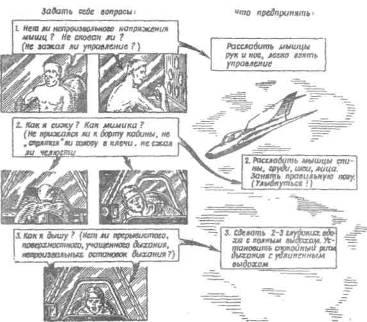 Задать себе вопросы:
Что предпринять:
1. Нет ли непроизвольного напряжения
мышц? Не скован ли?
(Не зажал ли управление?)
Расслабить мышцы
рук и ног, легко взять
управление
2. Как я сижу? Как мимика?
(Не прижался ли к борту кабины, не
"спрятал" ли голову в плечи, не сжал
ли челюсти
2. Расслабить мышцы спи-
ны, груди, шеи, лица.
Занять правильную позу.
(Улыбнуться!)
3. Как я дышу? (Нет ли прерывистого,
поверхностного, учащенного дыхания,
непроизвольных остановок дыхания?)
3. Сделать 2-3 глубоких вдо-
ха с полным выдохом. Ус-
тановить спокойный ритм
дыхания с удлиненным
выдохом